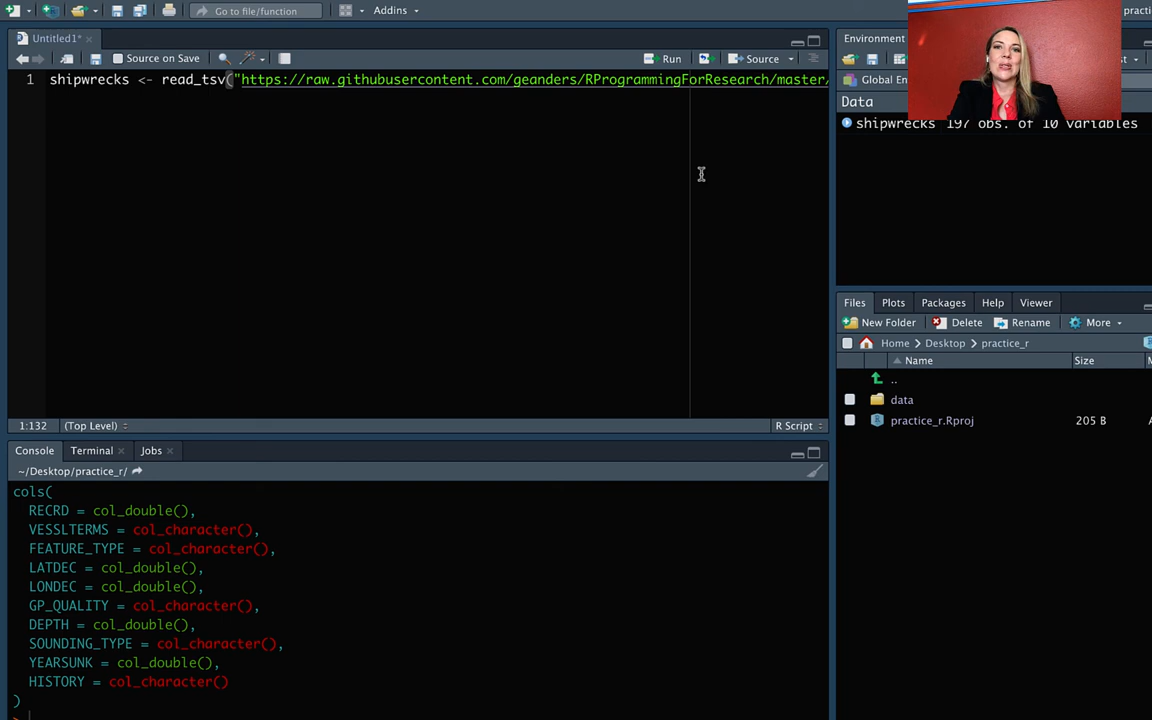 Go to file/function
Addins
practi
Untitled1*
Source on Save
Run
Source
1 shipwrecks <- read_tsv("https://raw.githubusercontent.com/geanders/RProgrammingForResearch/master/
1:132
(Top Level)
R Script
Console
Terminal
Jobs
~/Desktop/practice_r/
cols(
RECRD = col_double(),
VESSLTERMS = col_character(),
FEATURE_TYPE = col_character(),
LATDEC = col_double(),
LONDEC = col_double(),
GP_QUALITY = col_character(),
DEPTH = col_double(),
SOUNDING_TYPE = col_character(),
YEARSUNK = col_double(),
HISTORY = col_character()
)
>
Environment
Global En
Data
shipwrecks 197 obs. of 10 variables
Files
Plots
Packages
Help
Viewer
New Folder
Delete
Rename
More
Home > Desktop > practice_r
Name
Size
..
data
practice_r.Rproj
205 B